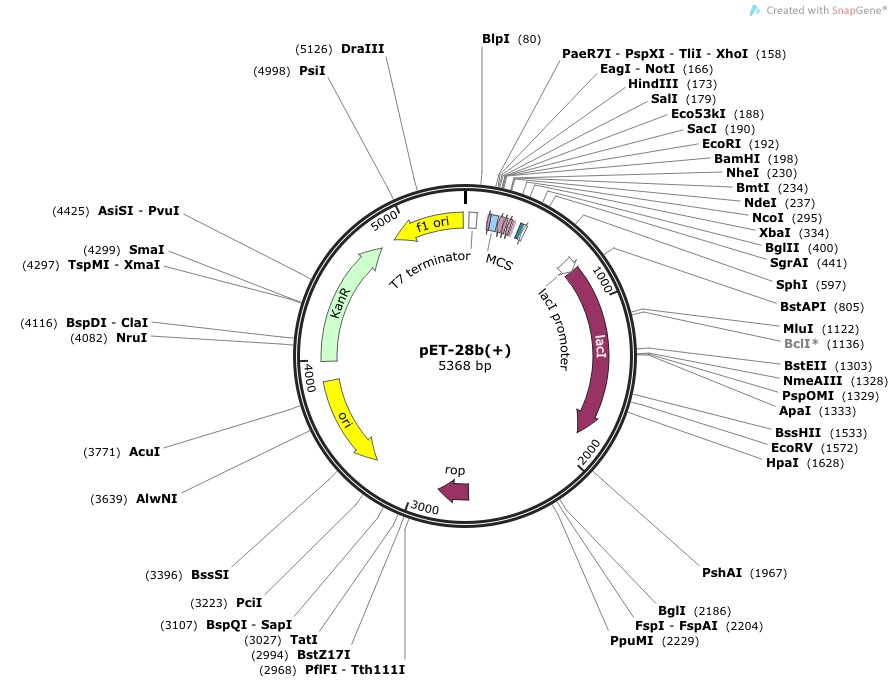 Created with SnapGene®
BlpI (80)
PaeR7I - PspXI - TliI - XhoI (158)
EagI - NotI (166)
HindIII (173)
SalI (179)
Eco53kI (188)
SacI (190)
EcoRI (192)
BamHI (198)
NheI (230)
BmtI (234)
NdeI (237)
NcoI (295)
XbaI (334)
BglII (400)
SgrAI (441)
SphI (597)
BstAPI (805)
MluI (1122)
BclI* (1136)
BstEII (1303)
NmeAIII (1328)
PspOMI (1329)
ApaI (1333)
BssHII (1533)
EcoRV (1572)
HpaI (1628)
PshAI (1967)
BglI (2186)
FspI - FspAI (2204)
PpuMI (2229)
(5126) DraIII
(4998) PsiI
(4425) AsiSI - PvuI
(4299) SmaI
(4297) TspMI - XmaI
(4116) BspDI - ClaI
(4082) NruI
(3771) AcuI
(3639) AlwNI
(3396) BssSI
(3223) PciI
(3107) BspQI - SapI
(3027) TatI
(2994) BstZ17I
(2968) PflFI - Tth111I
5000
f1 ori
T7 terminator
MCS
1000
lacI promoter
lacI
KanR
pET-28b(+)
5368 bp
4000
ori
2000
rop
3000